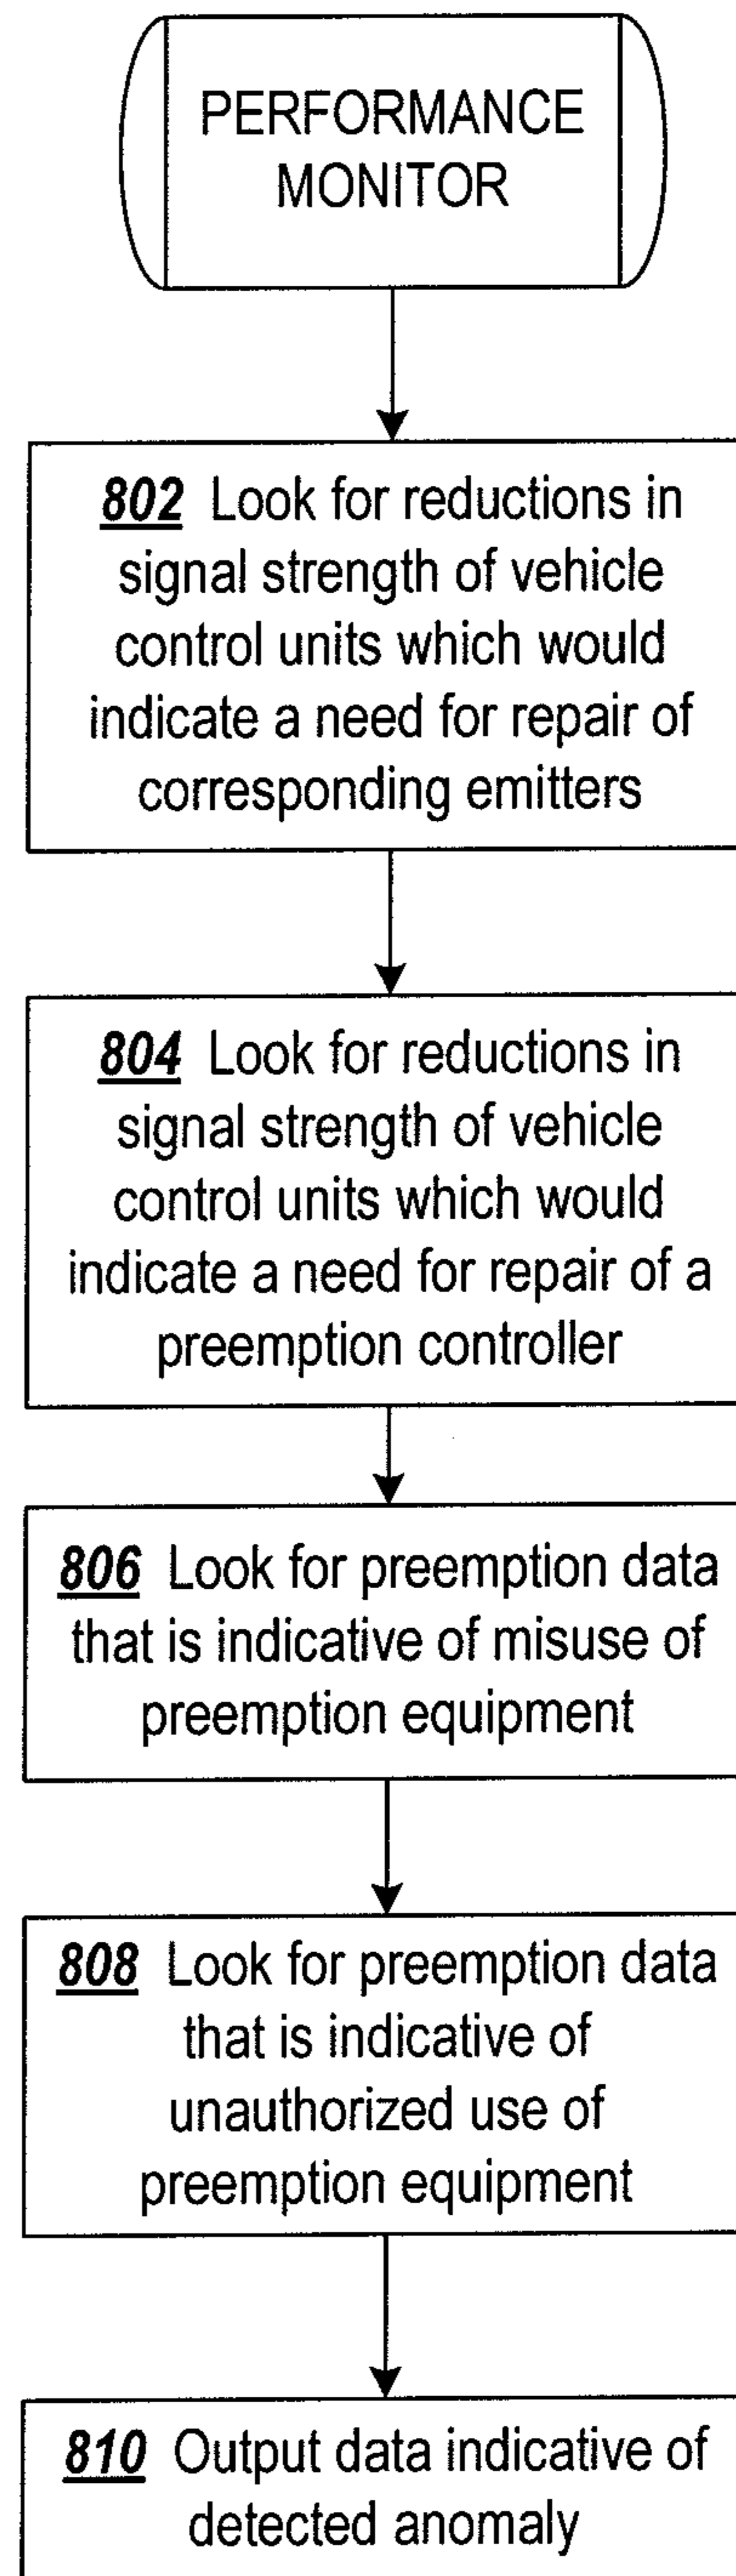 PERFORMANCE
MONITOR
802 Look for reductions in
signal strength of vehicle
control units which would
indicate a need for repair of
corresponding emitters
804 Look for reductions in
signal strength of vehicle
control units which would
indicate a need for repair of a
preemption controller
806 Look for preemption data
that is indicative of misuse of
preemption equipment
808 Look for preemption data
that is indicative of
unauthorized use of
preemption equipment
810 Output data indicative of
detected anomaly